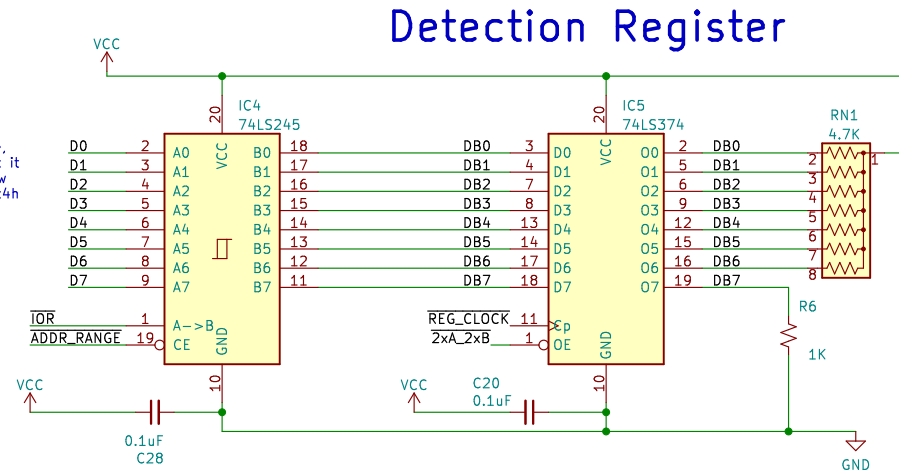 Detection Register
VCC
IC4
74LS245
IC5
74LS374
RN1
4.7K
20
VCC
20
VCC
D0 2 A0 B0 18 DB0 3 D0 O0 2 DB0 2 1
D1 3 A1 B1 17 DB1 4 D1 O1 5 DB1 3
D2 4 A2 B2 16 DB2 7 D2 O2 6 DB2 4
D3 5 A3 B3 15 DB3 8 D3 O3 9 DB3 5
D4 6 A4 B4 14 DB4 13 D4 O4 12 DB4 6
D5 7 A5 B5 13 DB5 14 D5 O5 15 DB5 7
D6 8 A6 B6 12 DB6 17 D6 O6 16 DB6 8
D7 9 A7 B7 11 DB7 18 D7 O7 19 DB7
it
4h
IOR 1 A->B
ADDR_RANGE 19 CE
GND
10
REG_CLOCK 11 Cp
2xA_2xB 1 OE
GND
10
R6
1K
VCC
0.1uF
C28
VCC
C20
0.1uF
GND